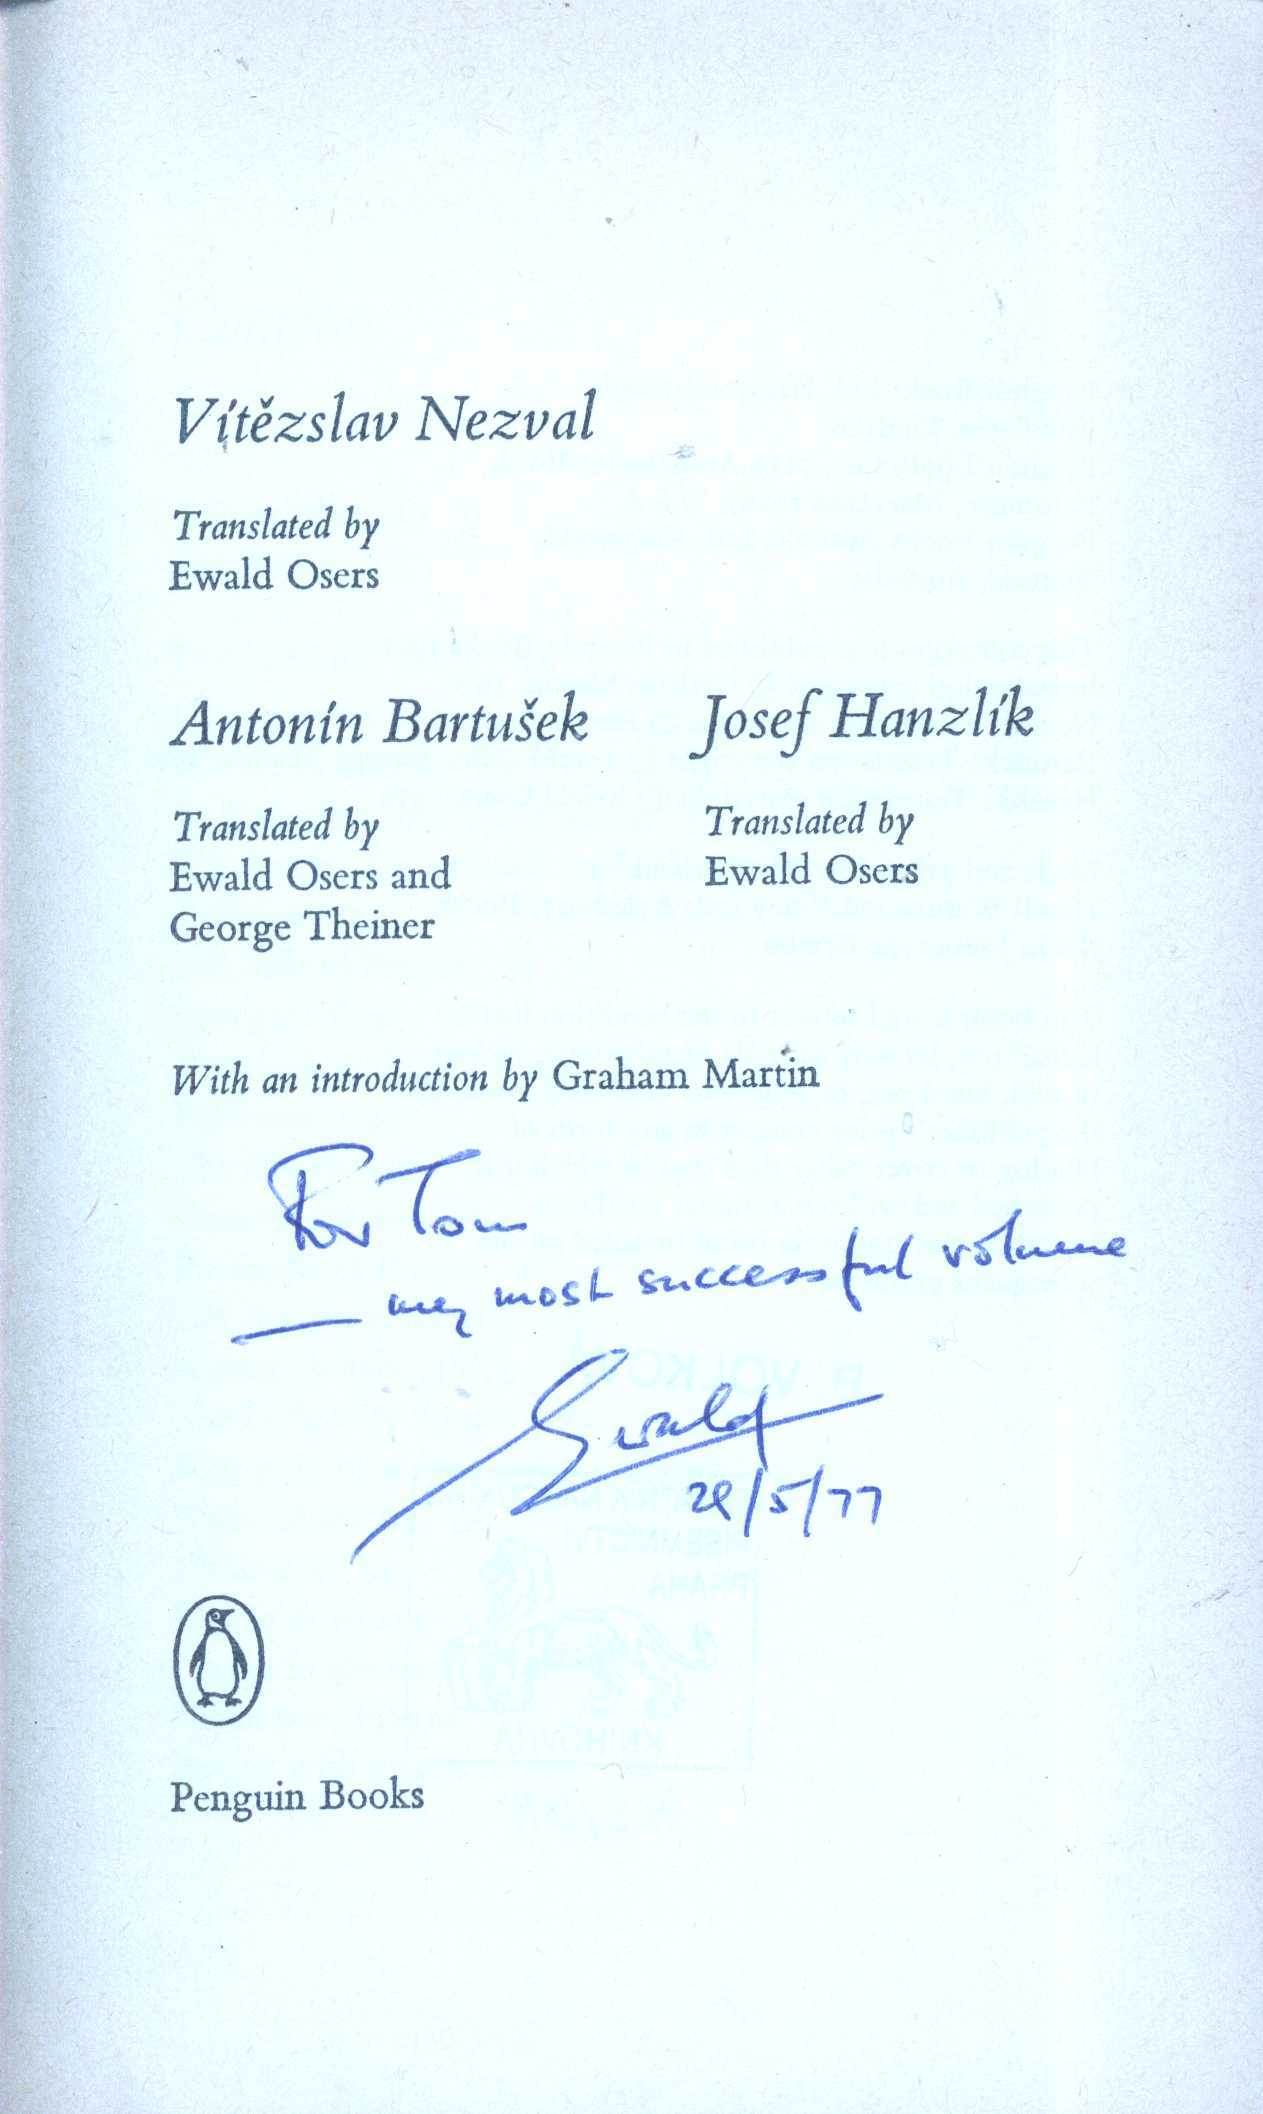 Vítězslav Nezval
Translated by
Ewald Osers
Antonín Bartušek
Translated by
Ewald Osers and
George Theiner
Josef Hanzlík
Translated by
Ewald Osers
With an introduction by Graham Martin
For Tom
— my most successful volume
Ewald
28/5/77
Penguin Books